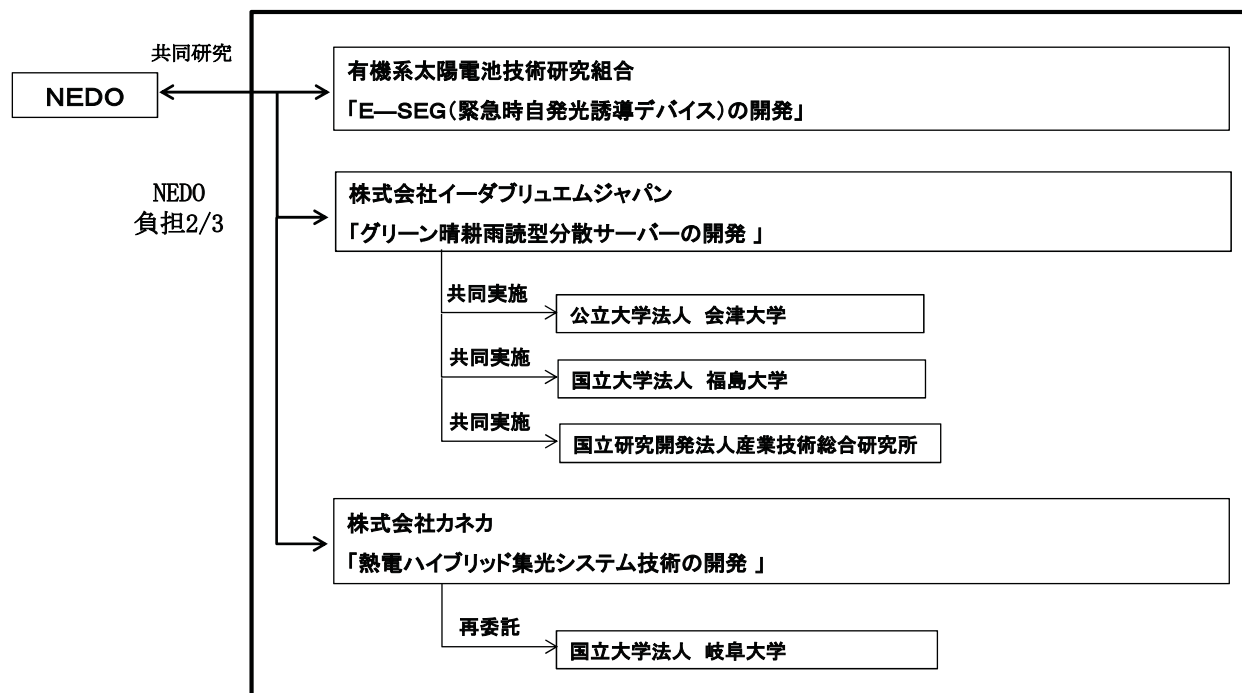 共同研究
NEDO
NEDO
負担2/3
有機系太陽電池技術研究組合
「E―SEG（緊急時自発光誘導デバイス）の開発」
株式会社イーダブリュエムジャパン
「グリーン晴耕雨読型分散サーバーの開発 」
共同実施
公立大学法人 会津大学
共同実施
国立大学法人 福島大学
共同実施
国立研究開発法人産業技術総合研究所
株式会社カネカ
「熱電ハイブリッド集光システム技術の開発 」
再委託
国立大学法人 岐阜大学